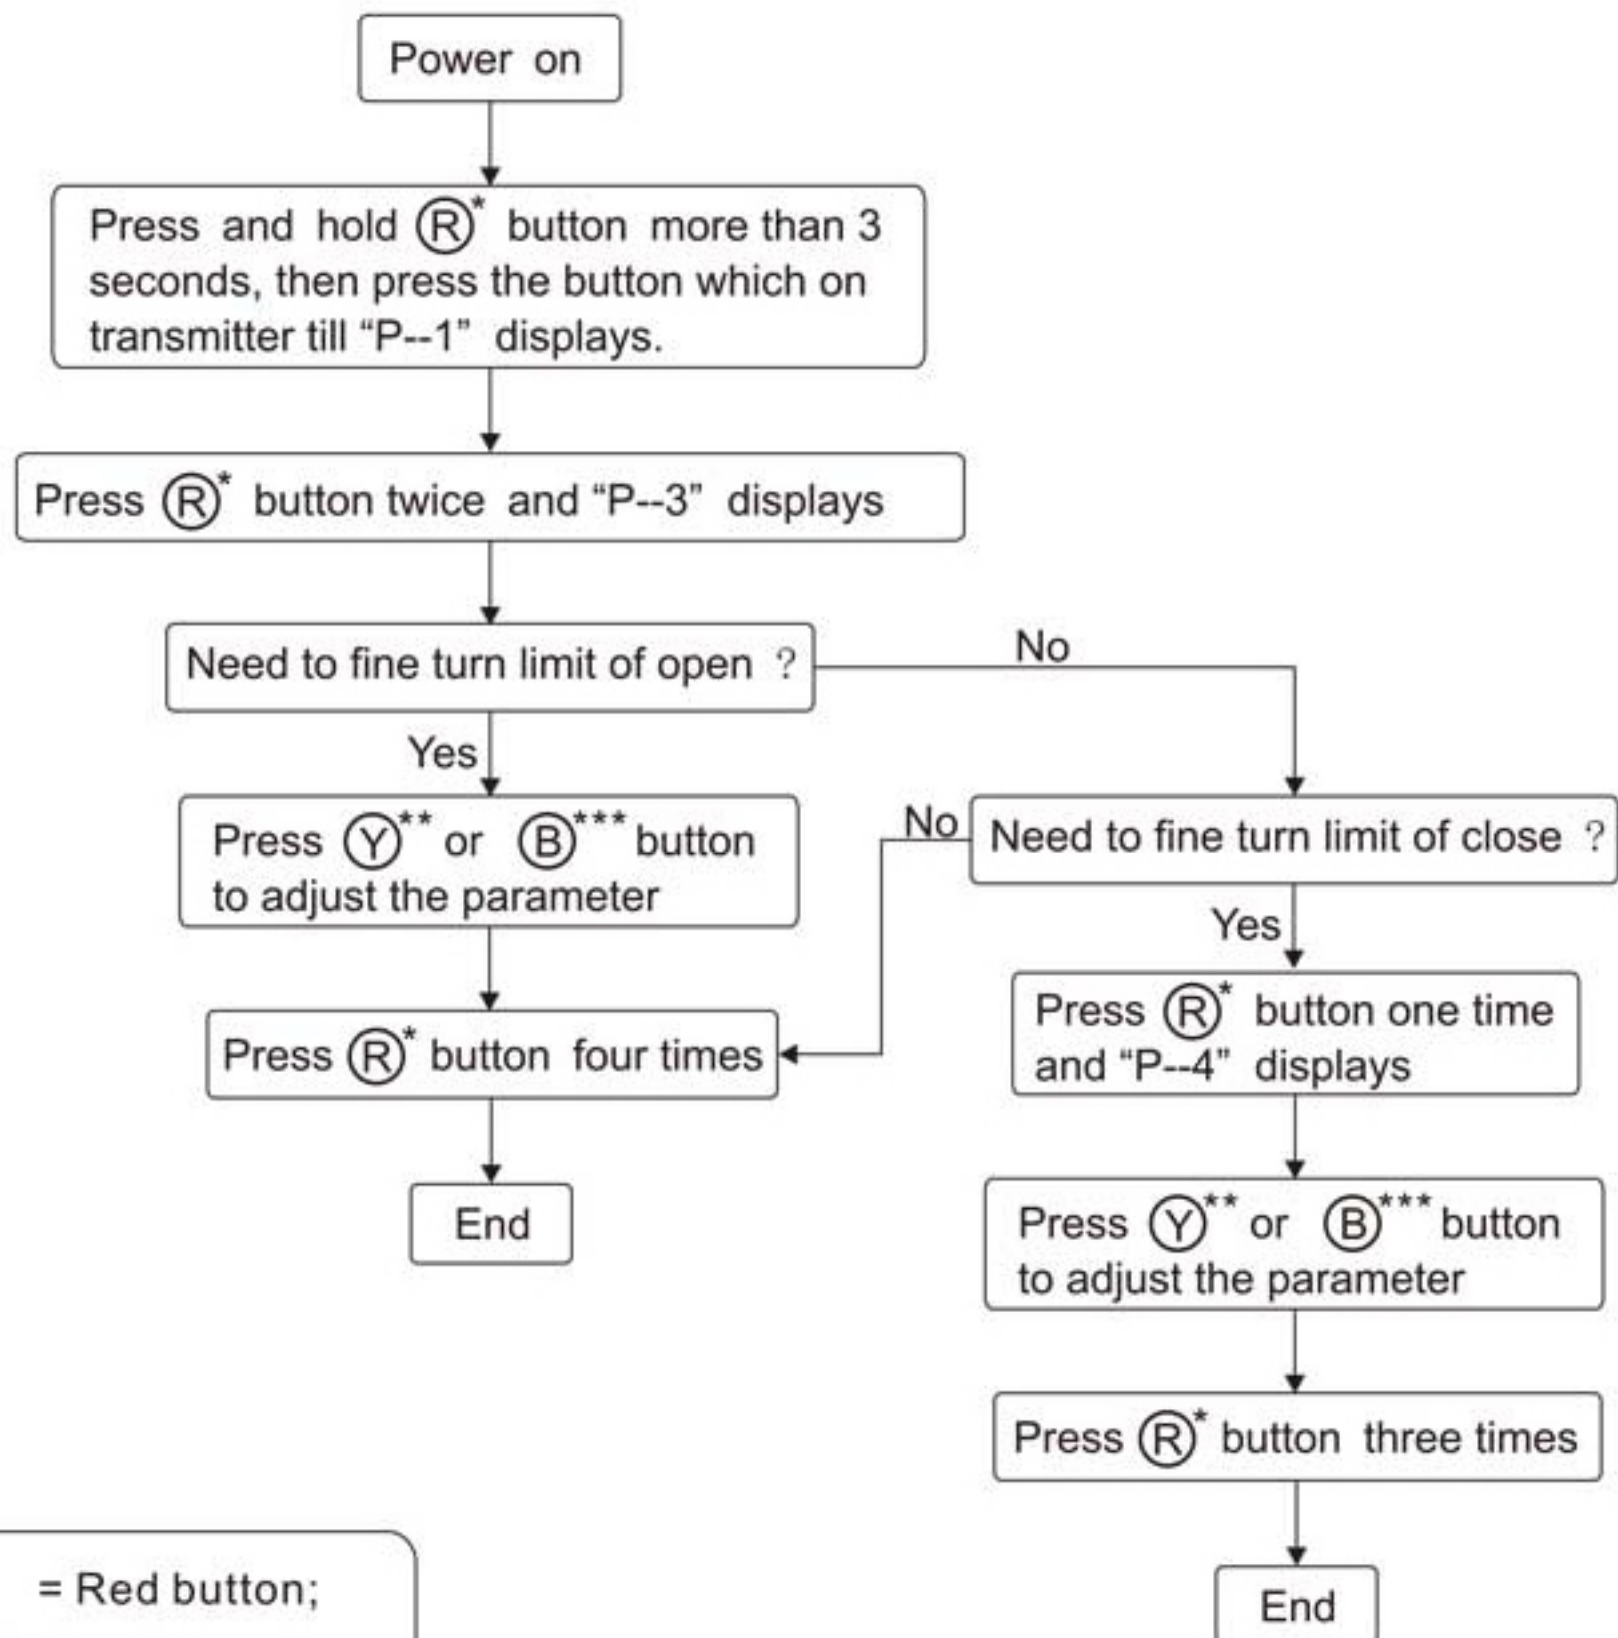 Power on
Press and hold Ⓡ* button more than 3
seconds, then press the button which on
transmitter till “P--1” displays.
Press Ⓡ* button twice and “P--3” displays
Need to fine turn limit of open ?
No
Yes
Press Ⓨ** or Ⓑ*** button
to adjust the parameter
No
Need to fine turn limit of close ?
Yes
Press Ⓡ* button four times
Press Ⓡ* button one time
and “P--4” displays
End
Press Ⓨ** or Ⓑ*** button
to adjust the parameter
Press Ⓡ* button three times
= Red button;
End